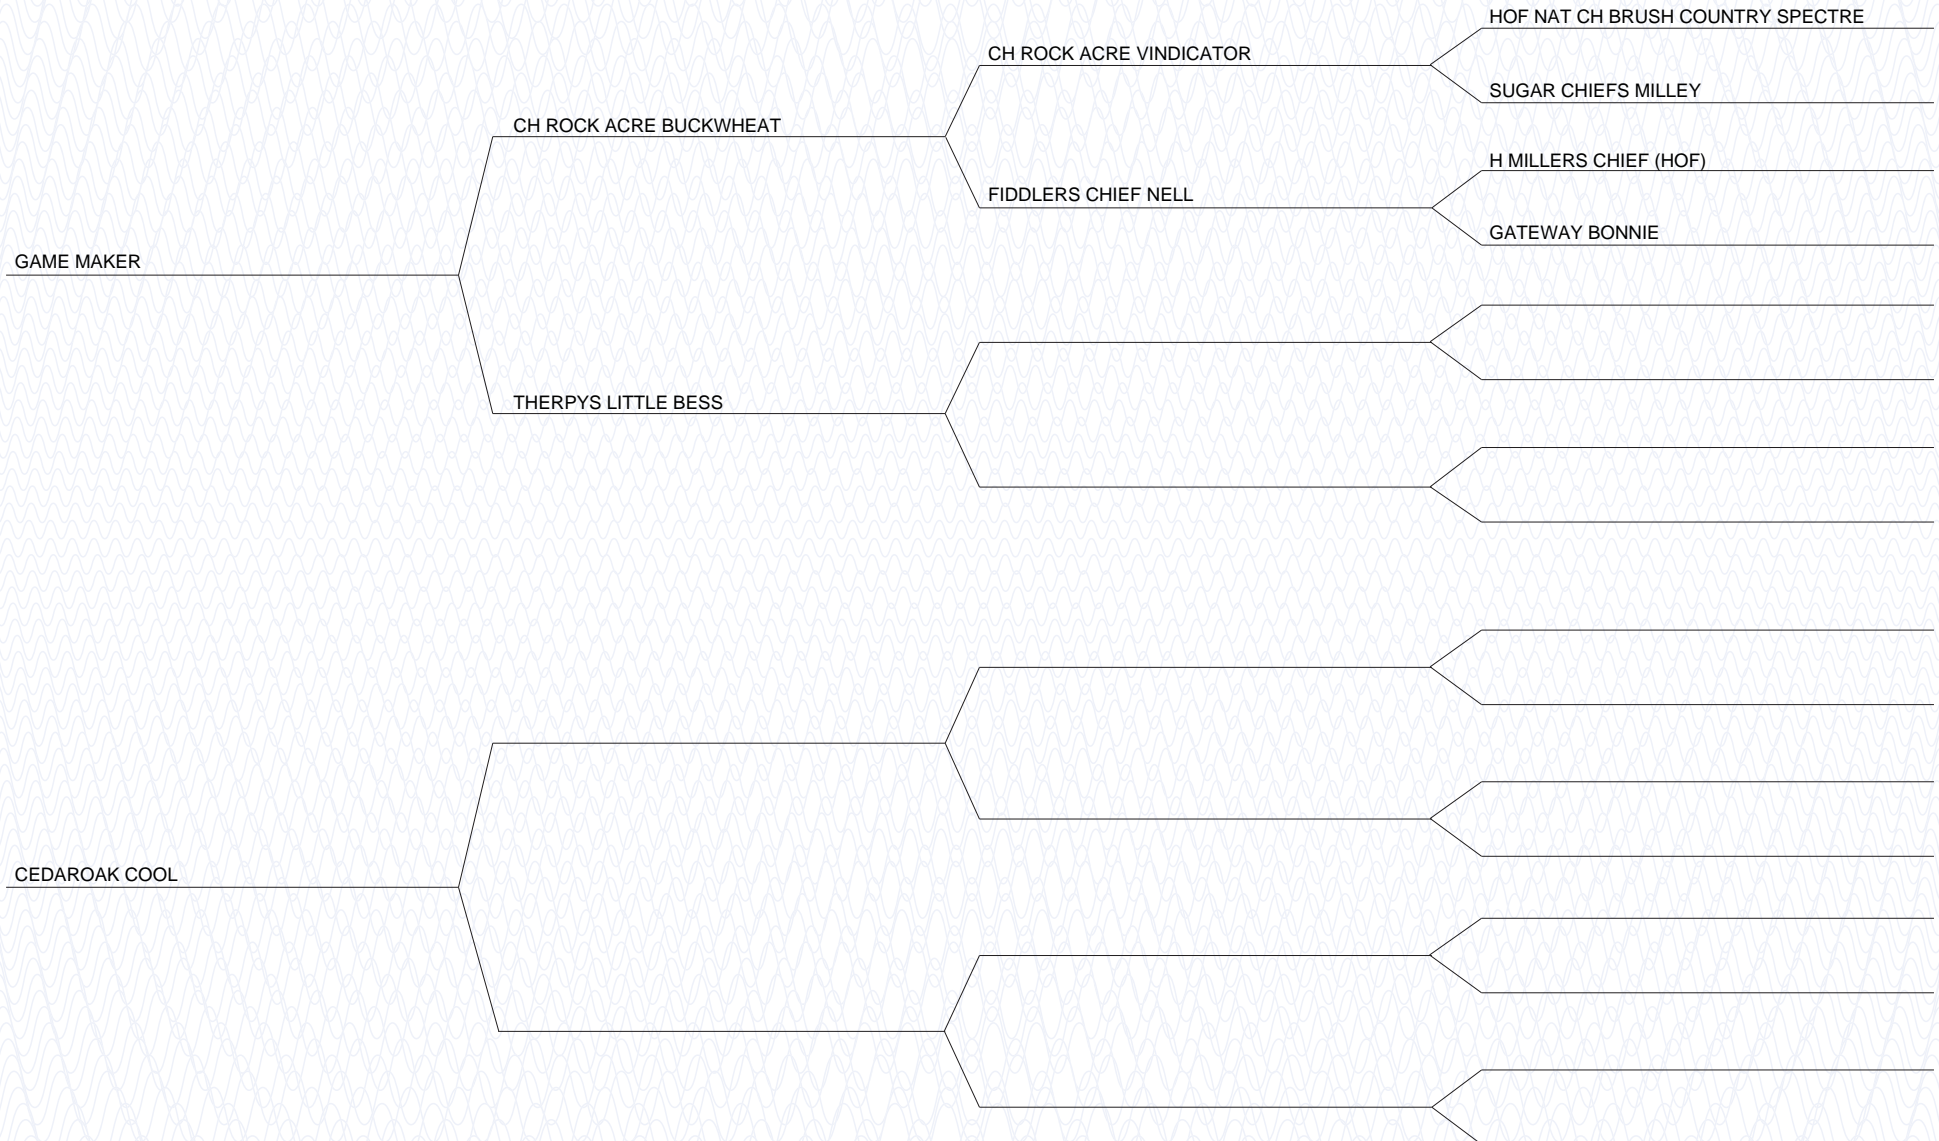 HOF NAT CH BRUSH COUNTRY SPECTRE
CH ROCK ACRE VINDICATOR
SUGAR CHIEFS MILLEY
CH ROCK ACRE BUCKWHEAT
H MILLERS CHIEF (HOF)
FIDDLERS CHIEF NELL
GATEWAY BONNIE
GAME MAKER
THERPYS LITTLE BESS
CEDAROAK COOL